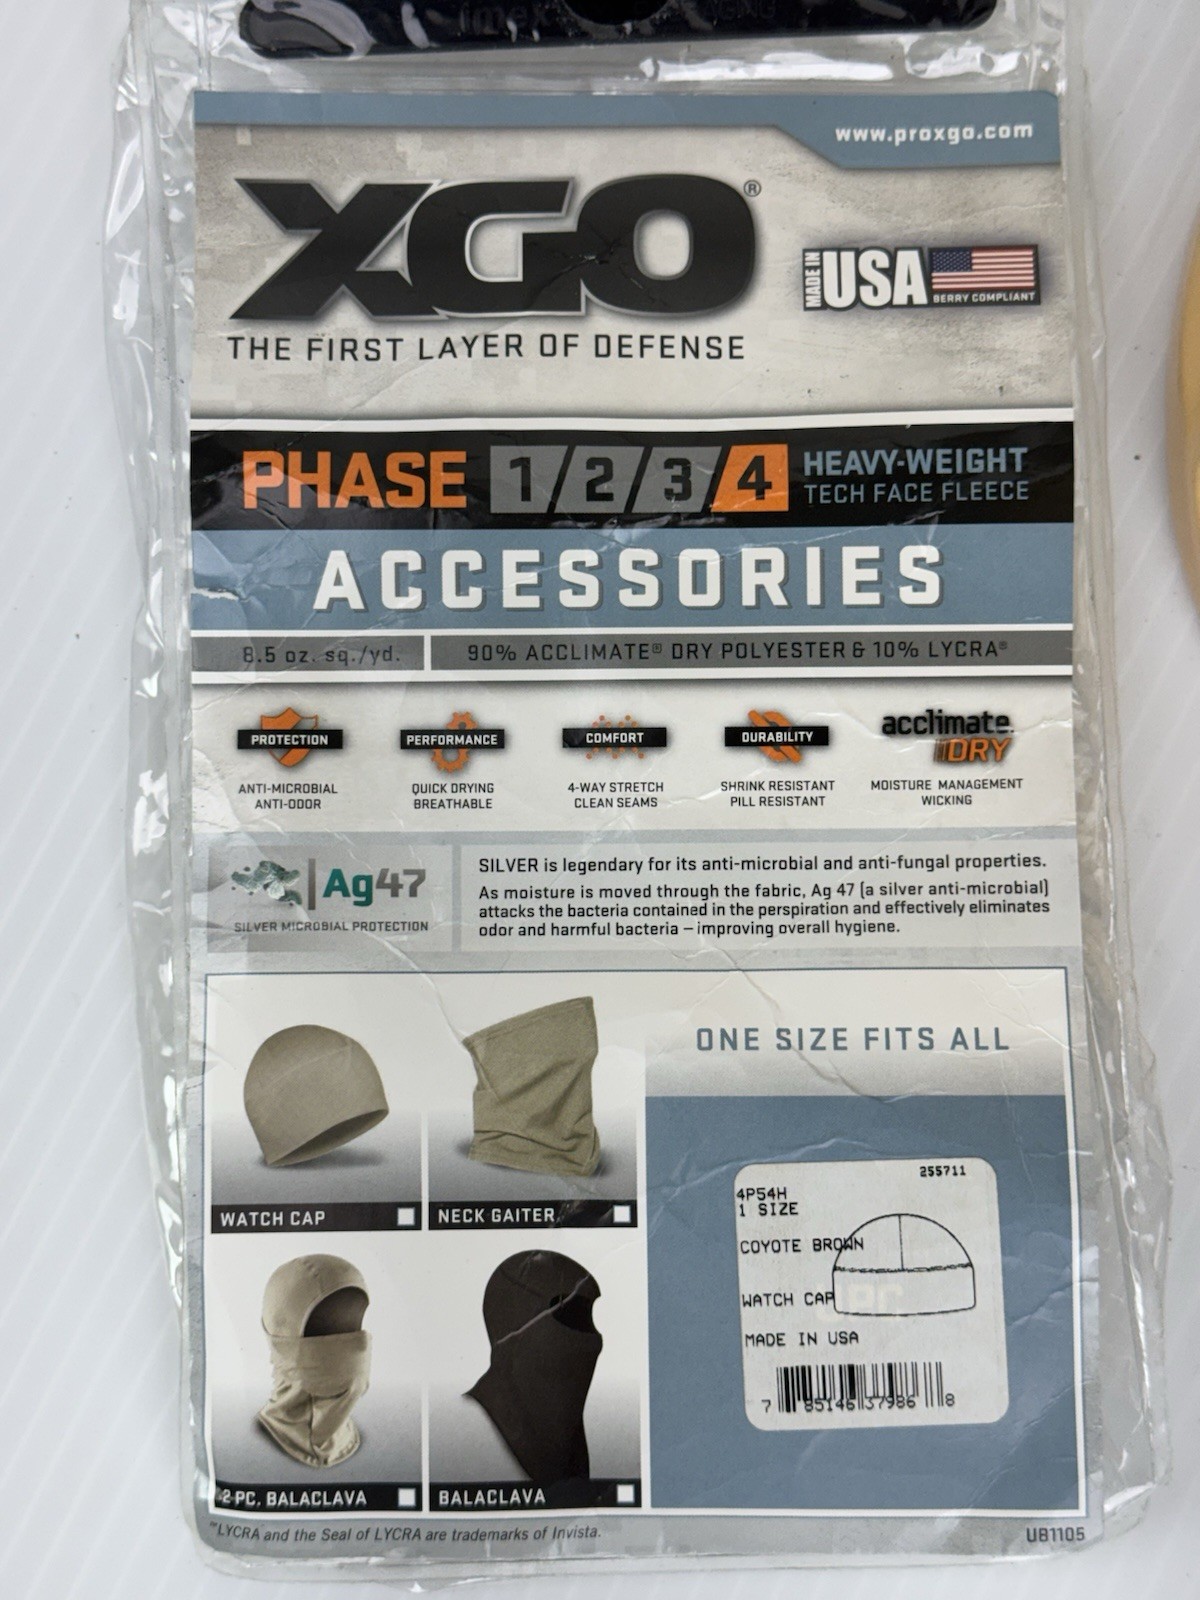 www.proxgo.com
XGO®
MADE IN USA
BERRY COMPLIANT
THE FIRST LAYER OF DEFENSE
PHASE 1/2/3/4 HEAVY-WEIGHT
TECH FACE FLEECE
ACCESSORIES
8.5 oz. sq./yd. 90% ACCLIMATE® DRY POLYESTER & 10% LYCRA®
PROTECTION PERFORMANCE COMFORT DURABILITY acclimate. DRY
ANTI-MICROBIAL QUICK DRYING 4-WAY STRETCH SHRINK RESISTANT MOISTURE MANAGEMENT
ANTI-ODOR BREATHABLE CLEAN SEAMS PILL RESISTANT WICKING
Ag47
SILVER MICROBIAL PROTECTION
SILVER is legendary for its anti-microbial and anti-fungal properties.
As moisture is moved through the fabric, Ag 47 (a silver anti-microbial)
attacks the bacteria contained in the perspiration and effectively eliminates
odor and harmful bacteria – improving overall hygiene.
ONE SIZE FITS ALL
WATCH CAP NECK GAITER
2 PC. BALACLAVA BALACLAVA
255711
4P54H
1 SIZE
COYOTE BROWN
WATCH CAP
MADE IN USA
7 85146 37986 8
™LYCRA and the Seal of LYCRA are trademarks of Invista.
UB1105